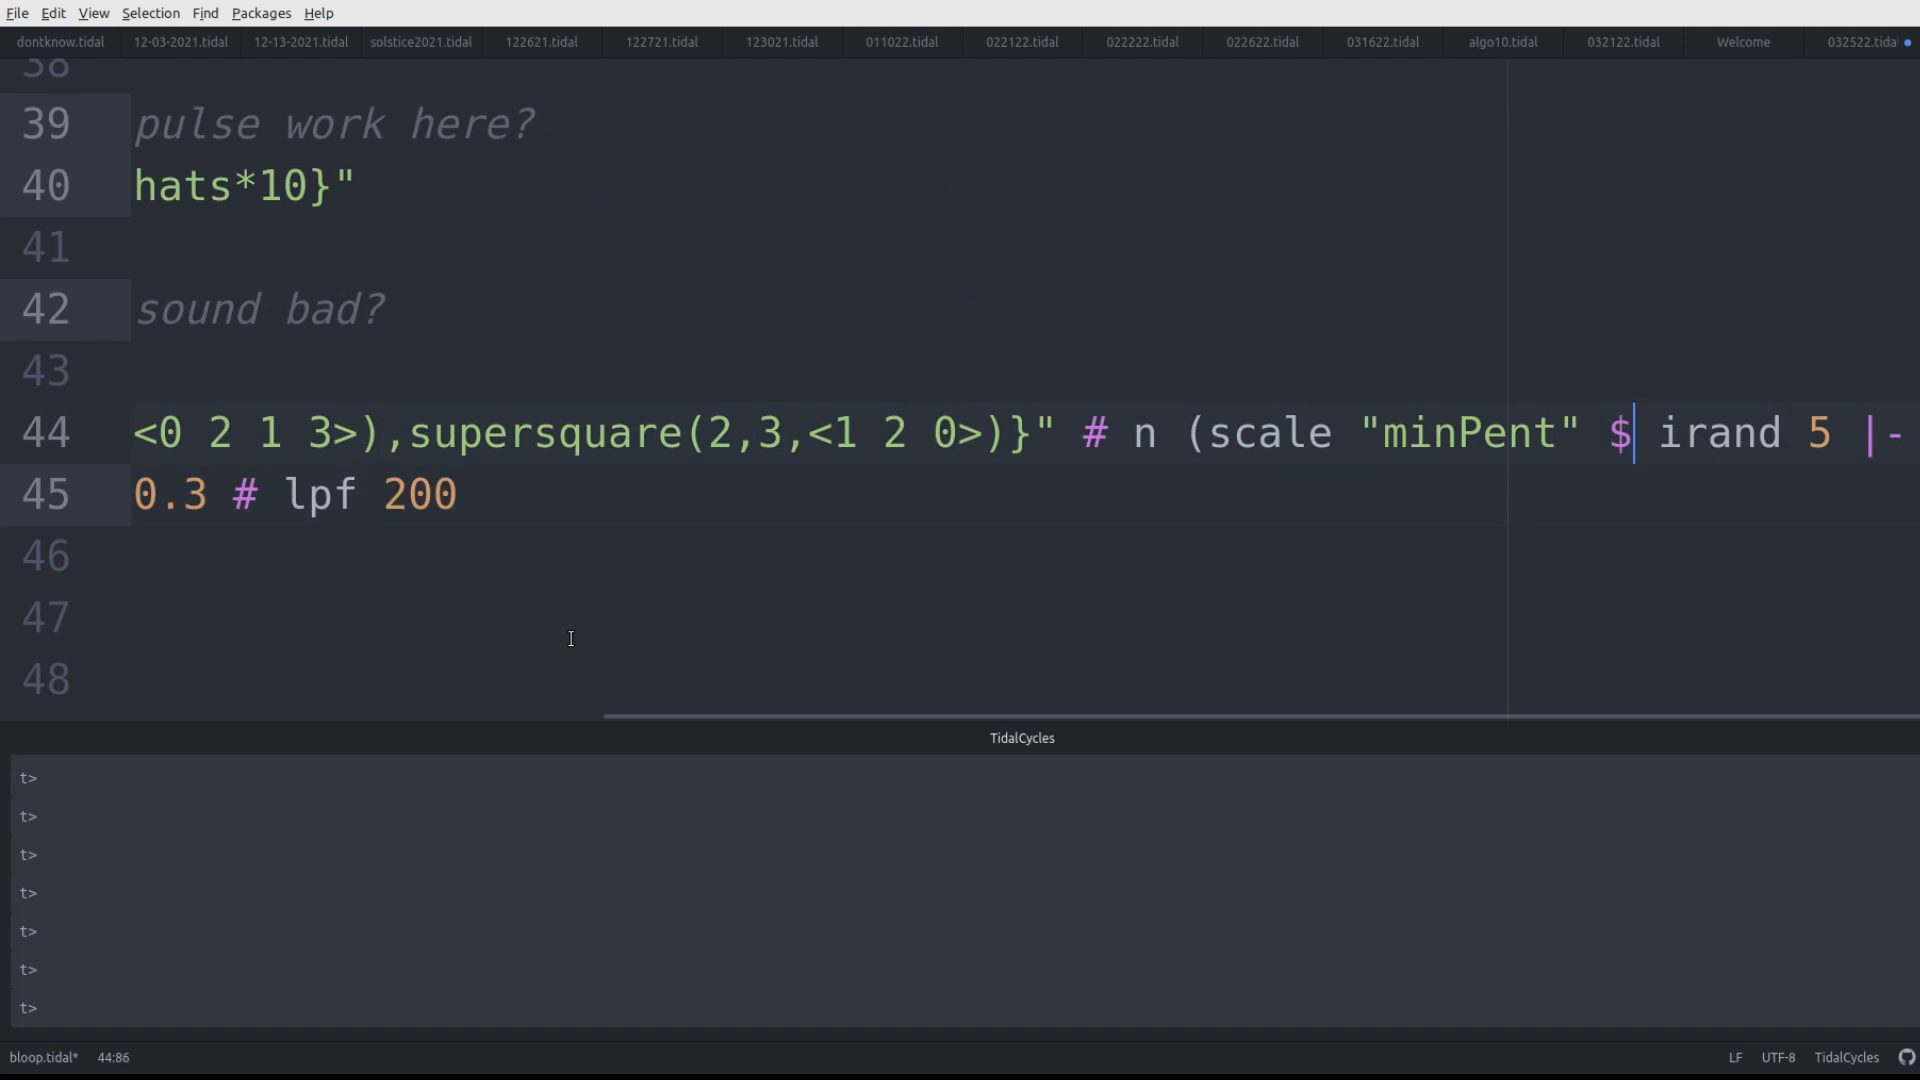 File Edit View Selection Find Packages Help
dontknow.tidal 12-03-2021.tidal 12-13-2021.tidal solstice2021.tidal 122621.tidal 122721.tidal 123021.tidal 011022.tidal 022122.tidal 022222.tidal 022622.tidal 031622.tidal algo10.tidal 032122.tidal Welcome 032522.tidal
38
39 pulse work here?
40 hats*10}"
41
42 sound bad?
43
44 <0 2 1 3>),supersquare(2,3,<1 2 0>)}" # n (scale "minPent" $ irand 5 |-
45 0.3 # lpf 200
46
47
48
TidalCycles
t>
t>
t>
t>
t>
t>
t>
bloop.tidal* 44:86 LF UTF-8 TidalCycles